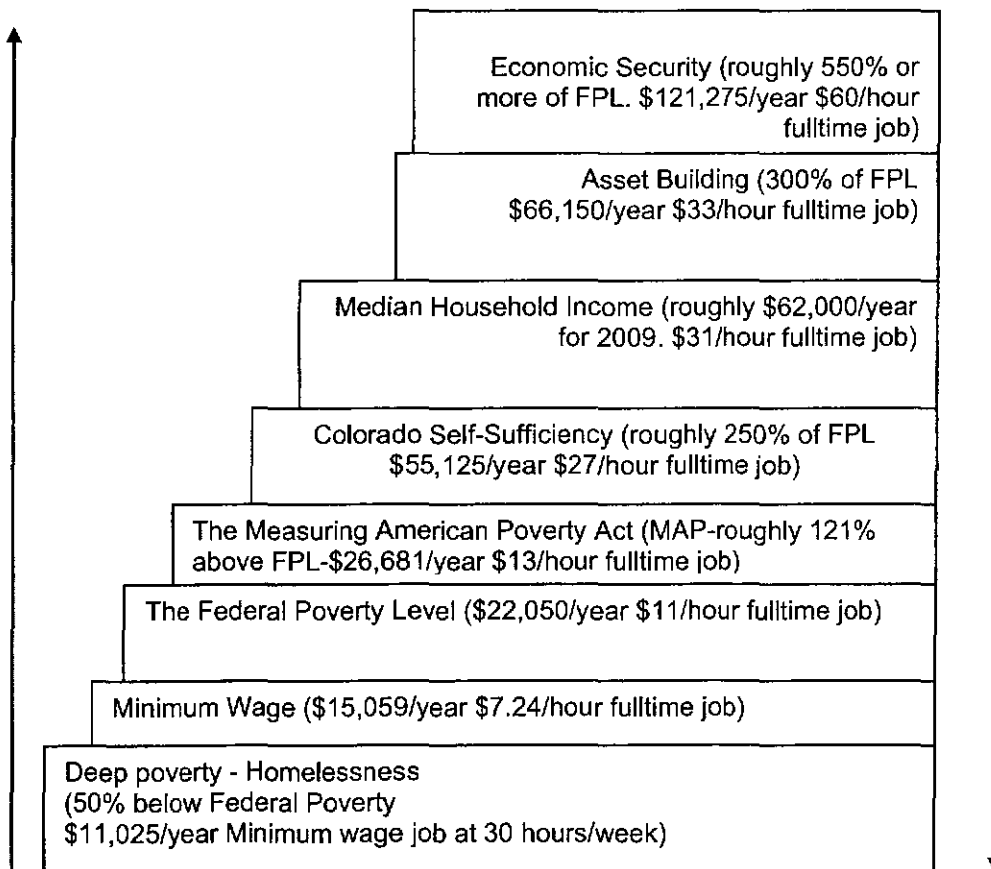 Economic Security (roughly 550% or
more of FPL. $121,275/year $60/hour
fulltime job)
Asset Building (300% of FPL
$66,150/year $33/hour fulltime job)
Median Household Income (roughly $62,000/year
for 2009. $31/hour fulltime job)
Colorado Self-Sufficiency (roughly 250% of FPL
$55,125/year $27/hour fulltime job)
The Measuring American Poverty Act (MAP-roughly 121%
above FPL-$26,681/year $13/hour fulltime job)
The Federal Poverty Level ($22,050/year $11/hour fulltime job)
Minimum Wage ($15,059/year $7.24/hour fulltime job)
Deep poverty - Homelessness
(50% below Federal Poverty
$11,025/year Minimum wage job at 30 hours/week)